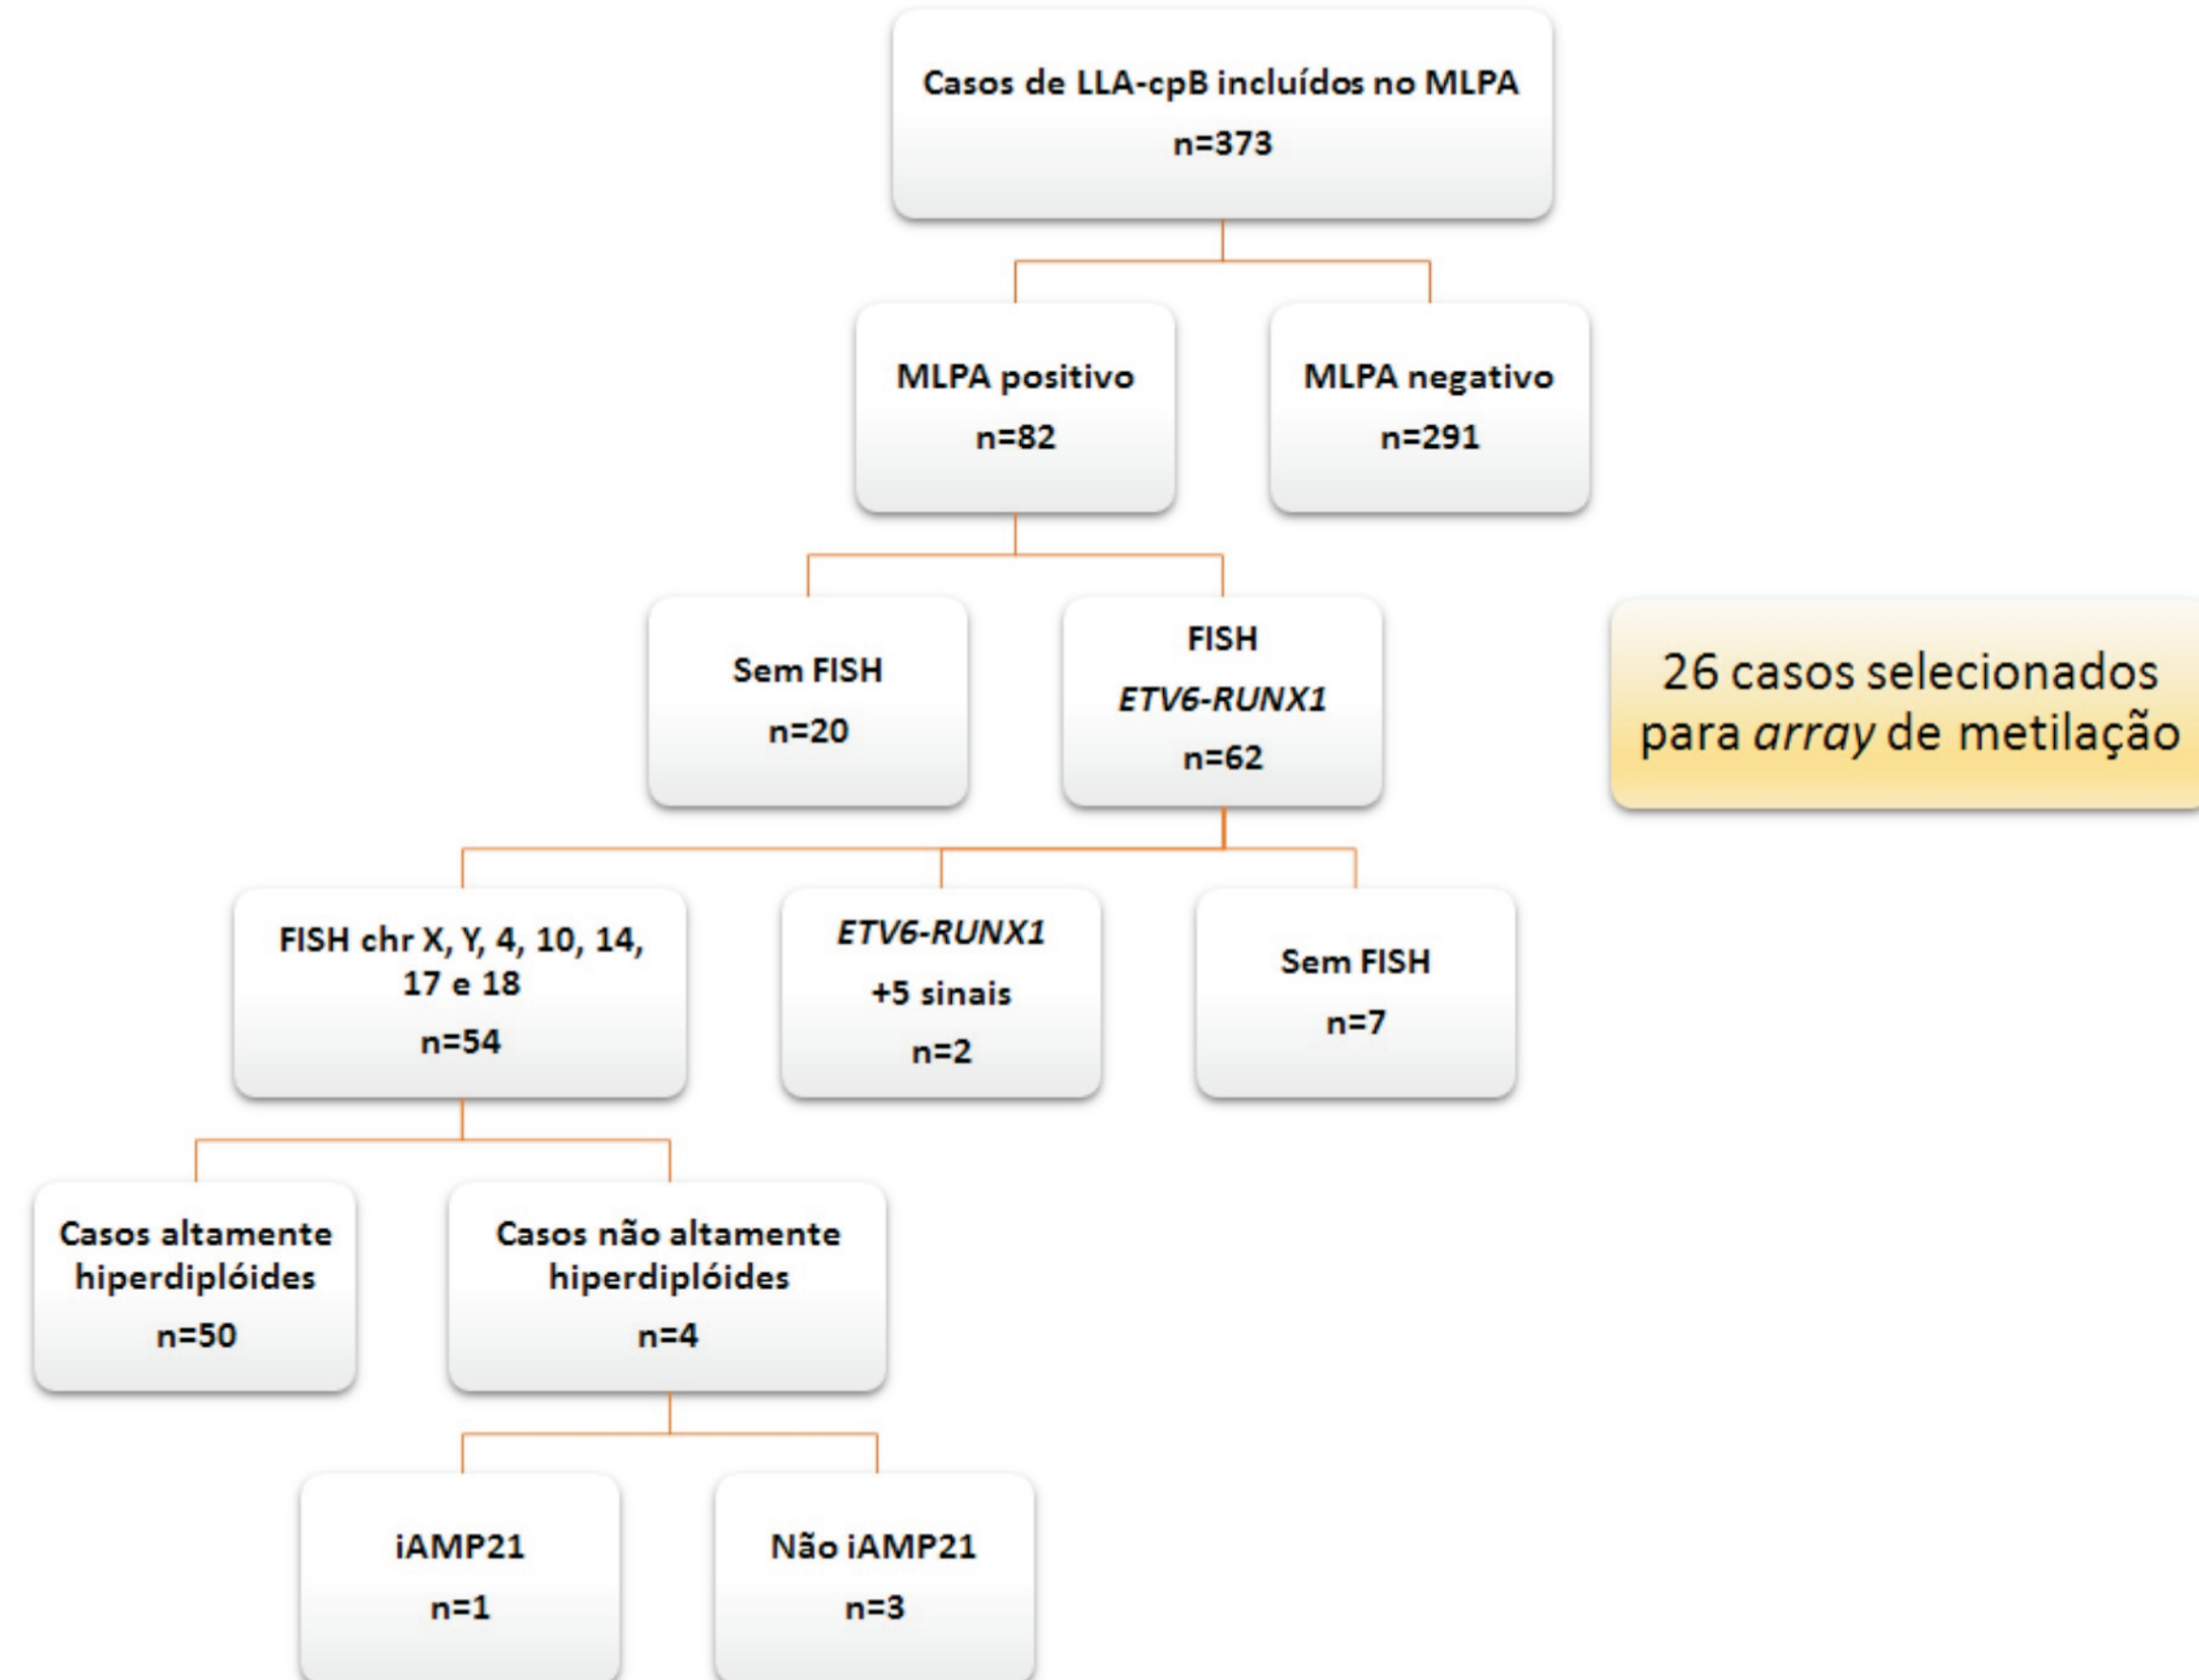 Casos de LLA-cpB incluídos no MLPA
n=373
MLPA positivo
n=82
MLPA negativo
n=291
Sem FISH
n=20
FISH
ETV6-RUNX1
n=62
26 casos selecionados
para array de metilação
FISH chr X, Y, 4, 10, 14,
17 e 18
n=54
ETV6-RUNX1
+5 sinais
n=2
Sem FISH
n=7
Casos altamente
hiperdiplóides
n=50
Casos não altamente
hiperdiplóides
n=4
iAMP21
n=1
Não iAMP21
n=3